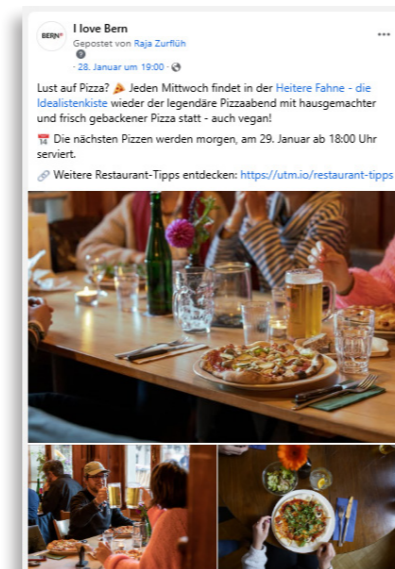 BERN
I love Bern
Gepostet von Raja Zurflüh
· 28. Januar um 19:00 ·
Lust auf Pizza? 🍕 Jeden Mittwoch findet in der Heitere Fahne - die
Idealistenkiste wieder der legendäre Pizzaabend mit hausgemachter
und frisch gebackener Pizza statt - auch vegan!
📅 Die nächsten Pizzen werden morgen, am 29. Januar ab 18:00 Uhr
serviert.
🔗 Weitere Restaurant-Tipps entdecken: https://utm.io/restaurant-tipps